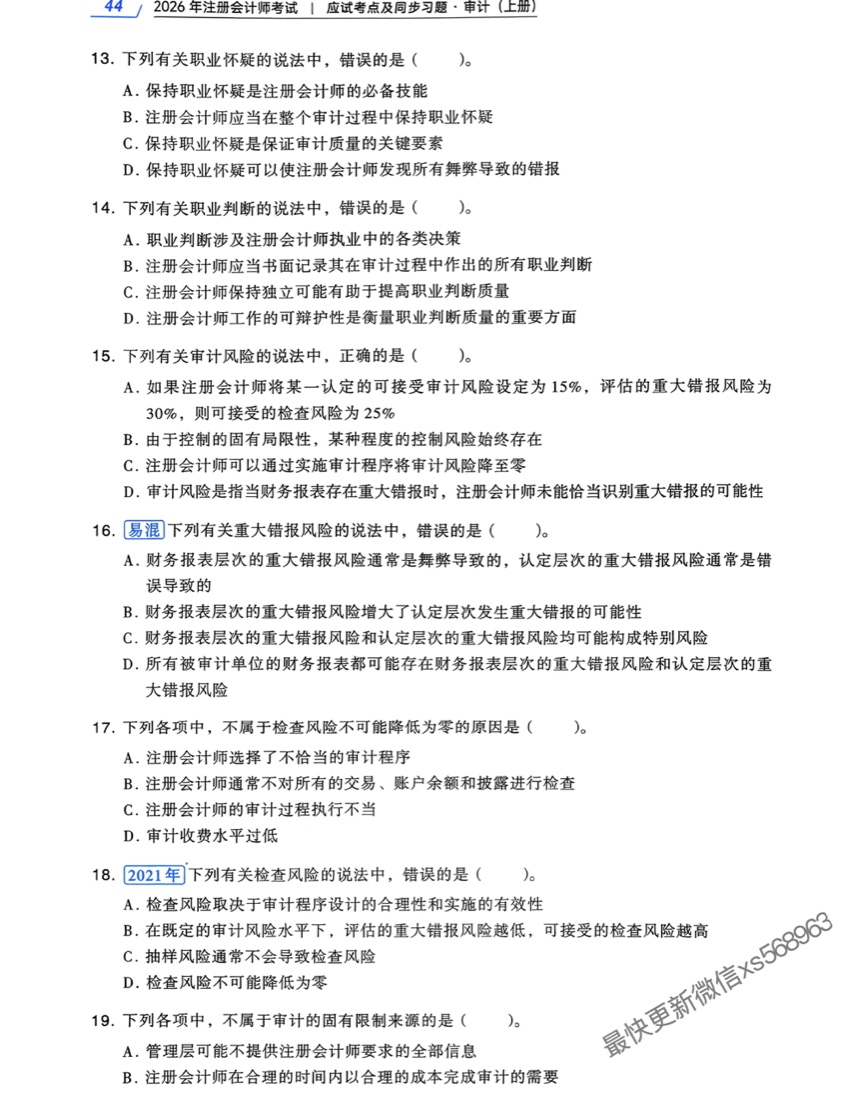 44 2026年注册会计师考试 | 应试考点及同步习题·审计（上册）
13. 下列有关职业怀疑的说法中，错误的是（　　）。
A. 保持职业怀疑是注册会计师的必备技能
B. 注册会计师应当在整个审计过程中保持职业怀疑
C. 保持职业怀疑是保证审计质量的关键要素
D. 保持职业怀疑可以使注册会计师发现所有舞弊导致的错报
14. 下列有关职业判断的说法中，错误的是（　　）。
A. 职业判断涉及注册会计师执业中的各类决策
B. 注册会计师应当书面记录其在审计过程中作出的所有职业判断
C. 注册会计师保持独立可能有助于提高职业判断质量
D. 注册会计师工作的可辩护性是衡量职业判断质量的重要方面
15. 下列有关审计风险的说法中，正确的是（　　）。
A. 如果注册会计师将某一认定的可接受审计风险设定为 15%，评估的重大错报风险为
30%，则可接受的检查风险为 25%
B. 由于控制的固有局限性，某种程度的控制风险始终存在
C. 注册会计师可以通过实施审计程序将审计风险降至零
D. 审计风险是指当财务报表存在重大错报时，注册会计师未能恰当识别重大错报的可能性
16. 易混 下列有关重大错报风险的说法中，错误的是（　　）。
A. 财务报表层次的重大错报风险通常是舞弊导致的，认定层次的重大错报风险通常是错
误导致的
B. 财务报表层次的重大错报风险增大了认定层次发生重大错报的可能性
C. 财务报表层次的重大错报风险和认定层次的重大错报风险均可能构成特别风险
D. 所有被审计单位的财务报表都可能存在财务报表层次的重大错报风险和认定层次的重
大错报风险
17. 下列各项中，不属于检查风险不可能降低为零的原因是（　　）。
A. 注册会计师选择了不恰当的审计程序
B. 注册会计师通常不对所有的交易、账户余额和披露进行检查
C. 注册会计师的审计过程执行不当
D. 审计收费水平过低
18. 2021年 下列有关检查风险的说法中，错误的是（　　）。
A. 检查风险取决于审计程序设计的合理性和实施的有效性
B. 在既定的审计风险水平下，评估的重大错报风险越低，可接受的检查风险越高
C. 抽样风险通常不会导致检查风险
D. 检查风险不可能降低为零
19. 下列各项中，不属于审计的固有限制来源的是（　　）。
A. 管理层可能不提供注册会计师要求的全部信息
B. 注册会计师在合理的时间内以合理的成本完成审计的需要
最快更新微信xs568963